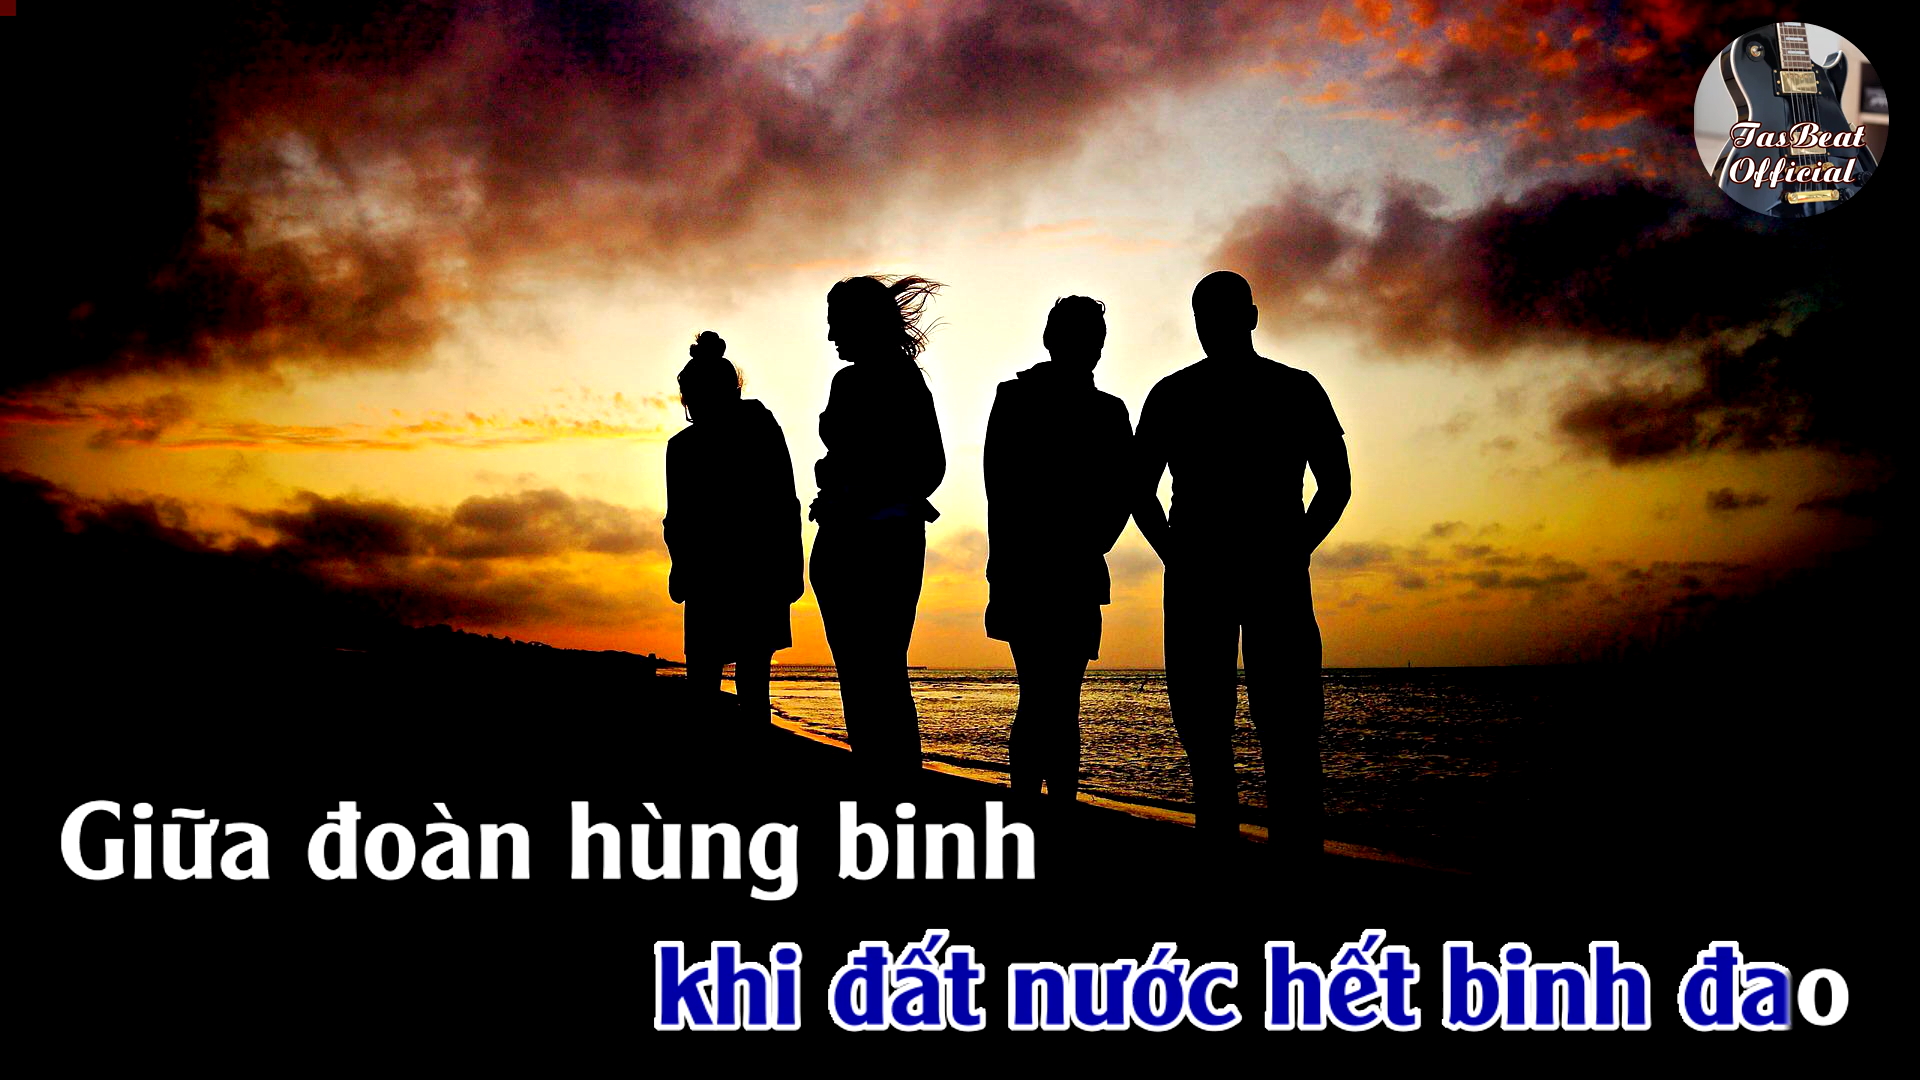 TasBeat
Official
Giữa đoàn hùng binh
khi đất nước hết binh đao